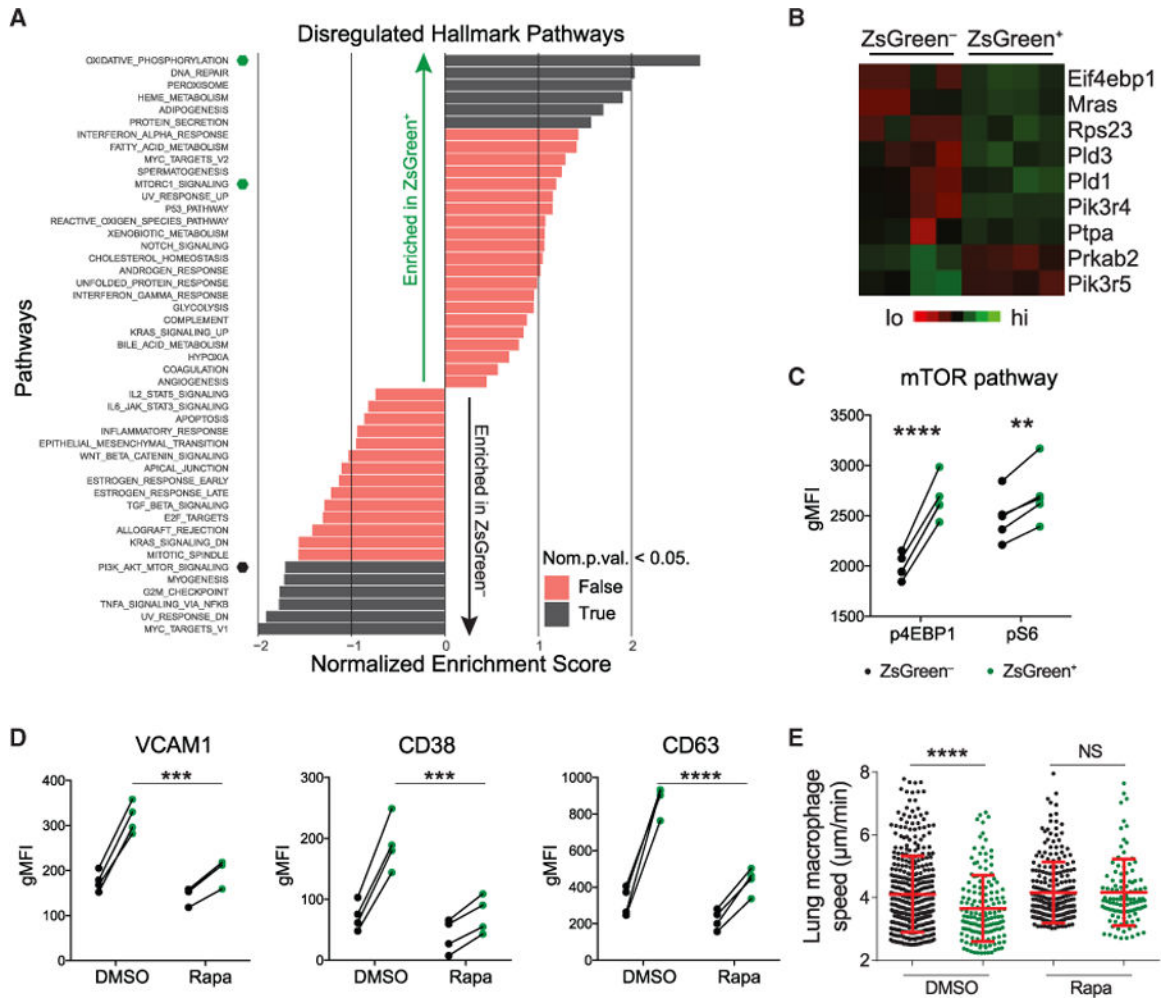 A
Disregulated Hallmark Pathways
Pathways
OXIDATIVE_PHOSPHORYLATION
DNA_REPAIR
PEROXISOME
HEME_METABOLISM
ADIPOGENESIS
PROTEIN_SECRETION
INTERFERON_ALPHA_RESPONSE
FATTY_ACID_METABOLISM
MYC_TARGETS_V2
SPERMATOGENESIS
MTORC1_SIGNALING
UV_RESPONSE_UP
P53_PATHWAY
REACTIVE_OXIGEN_SPECIES_PATHWAY
XENOBIOTIC_METABOLISM
NOTCH_SIGNALING
CHOLESTEROL_HOMEOSTASIS
ANDROGEN_RESPONSE
UNFOLDED_PROTEIN_RESPONSE
INTERFERON_GAMMA_RESPONSE
GLYCOLYSIS
COMPLEMENT
KRAS_SIGNALING_UP
BILE_ACID_METABOLISM
HYPOXIA
COAGULATION
ANGIOGENESIS
IL2_STAT5_SIGNALING
IL6_JAK_STAT3_SIGNALING
APOPTOSIS
INFLAMMATORY_RESPONSE
EPITHELIAL_MESENCHYMAL_TRANSITION
WNT_BETA_CATENIN_SIGNALING
APICAL_JUNCTION
ESTROGEN_RESPONSE_EARLY
ESTROGEN_RESPONSE_LATE
TGF_BETA_SIGNALING
E2F_TARGETS
ALLOGRAFT_REJECTION
KRAS_SIGNALING_DN
MITOTIC_SPINDLE
PI3K_AKT_MTOR_SIGNALING
MYOGENESIS
G2M_CHECKPOINT
TNFA_SIGNALING_VIA_NFKB
UV_RESPONSE_DN
MYC_TARGETS_V1
Enriched in ZsGreen⁺
Enriched in ZsGreen⁻
Nom.p.val. < 0.05.
False
True
−2 −1 0 1 2
Normalized Enrichment Score
B
ZsGreen⁻ ZsGreen⁺
Eif4ebp1
Mras
Rps23
Pld3
Pld1
Pik3r4
Ptpa
Prkab2
Pik3r5
lo hi
C
mTOR pathway
gMFI
3500
3000
2500
2000
1500
**** **
p4EBP1 pS6
ZsGreen⁻ ZsGreen⁺
D
VCAM1
gMFI
400
300
200
100
0
***
DMSO Rapa
CD38
gMFI
300
200
100
0
***
DMSO Rapa
CD63
gMFI
1000
800
600
400
200
0
****
DMSO Rapa
E
Lung macrophage
speed (µm/min)
8
6
4
2
**** NS
DMSO Rapa